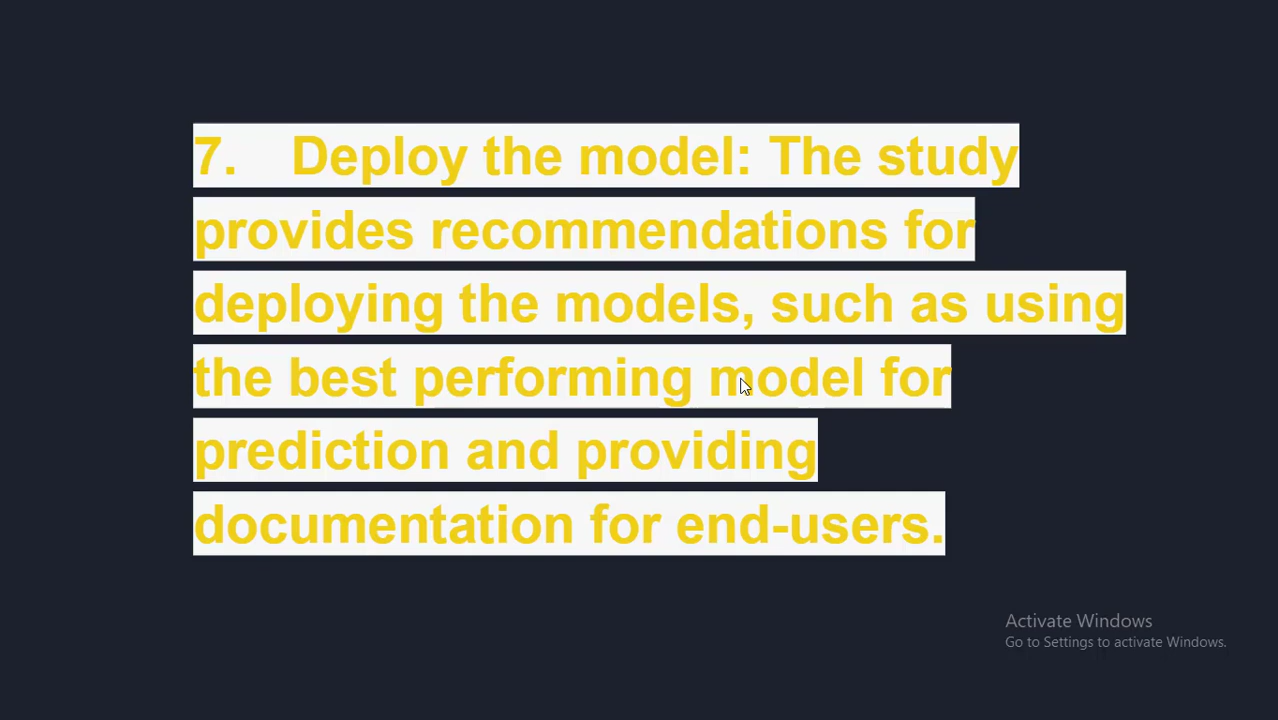 7. Deploy the model: The study
provides recommendations for
deploying the models, such as using
the best performing model for
prediction and providing
documentation for end-users.
Activate Windows
Go to Settings to activate Windows.